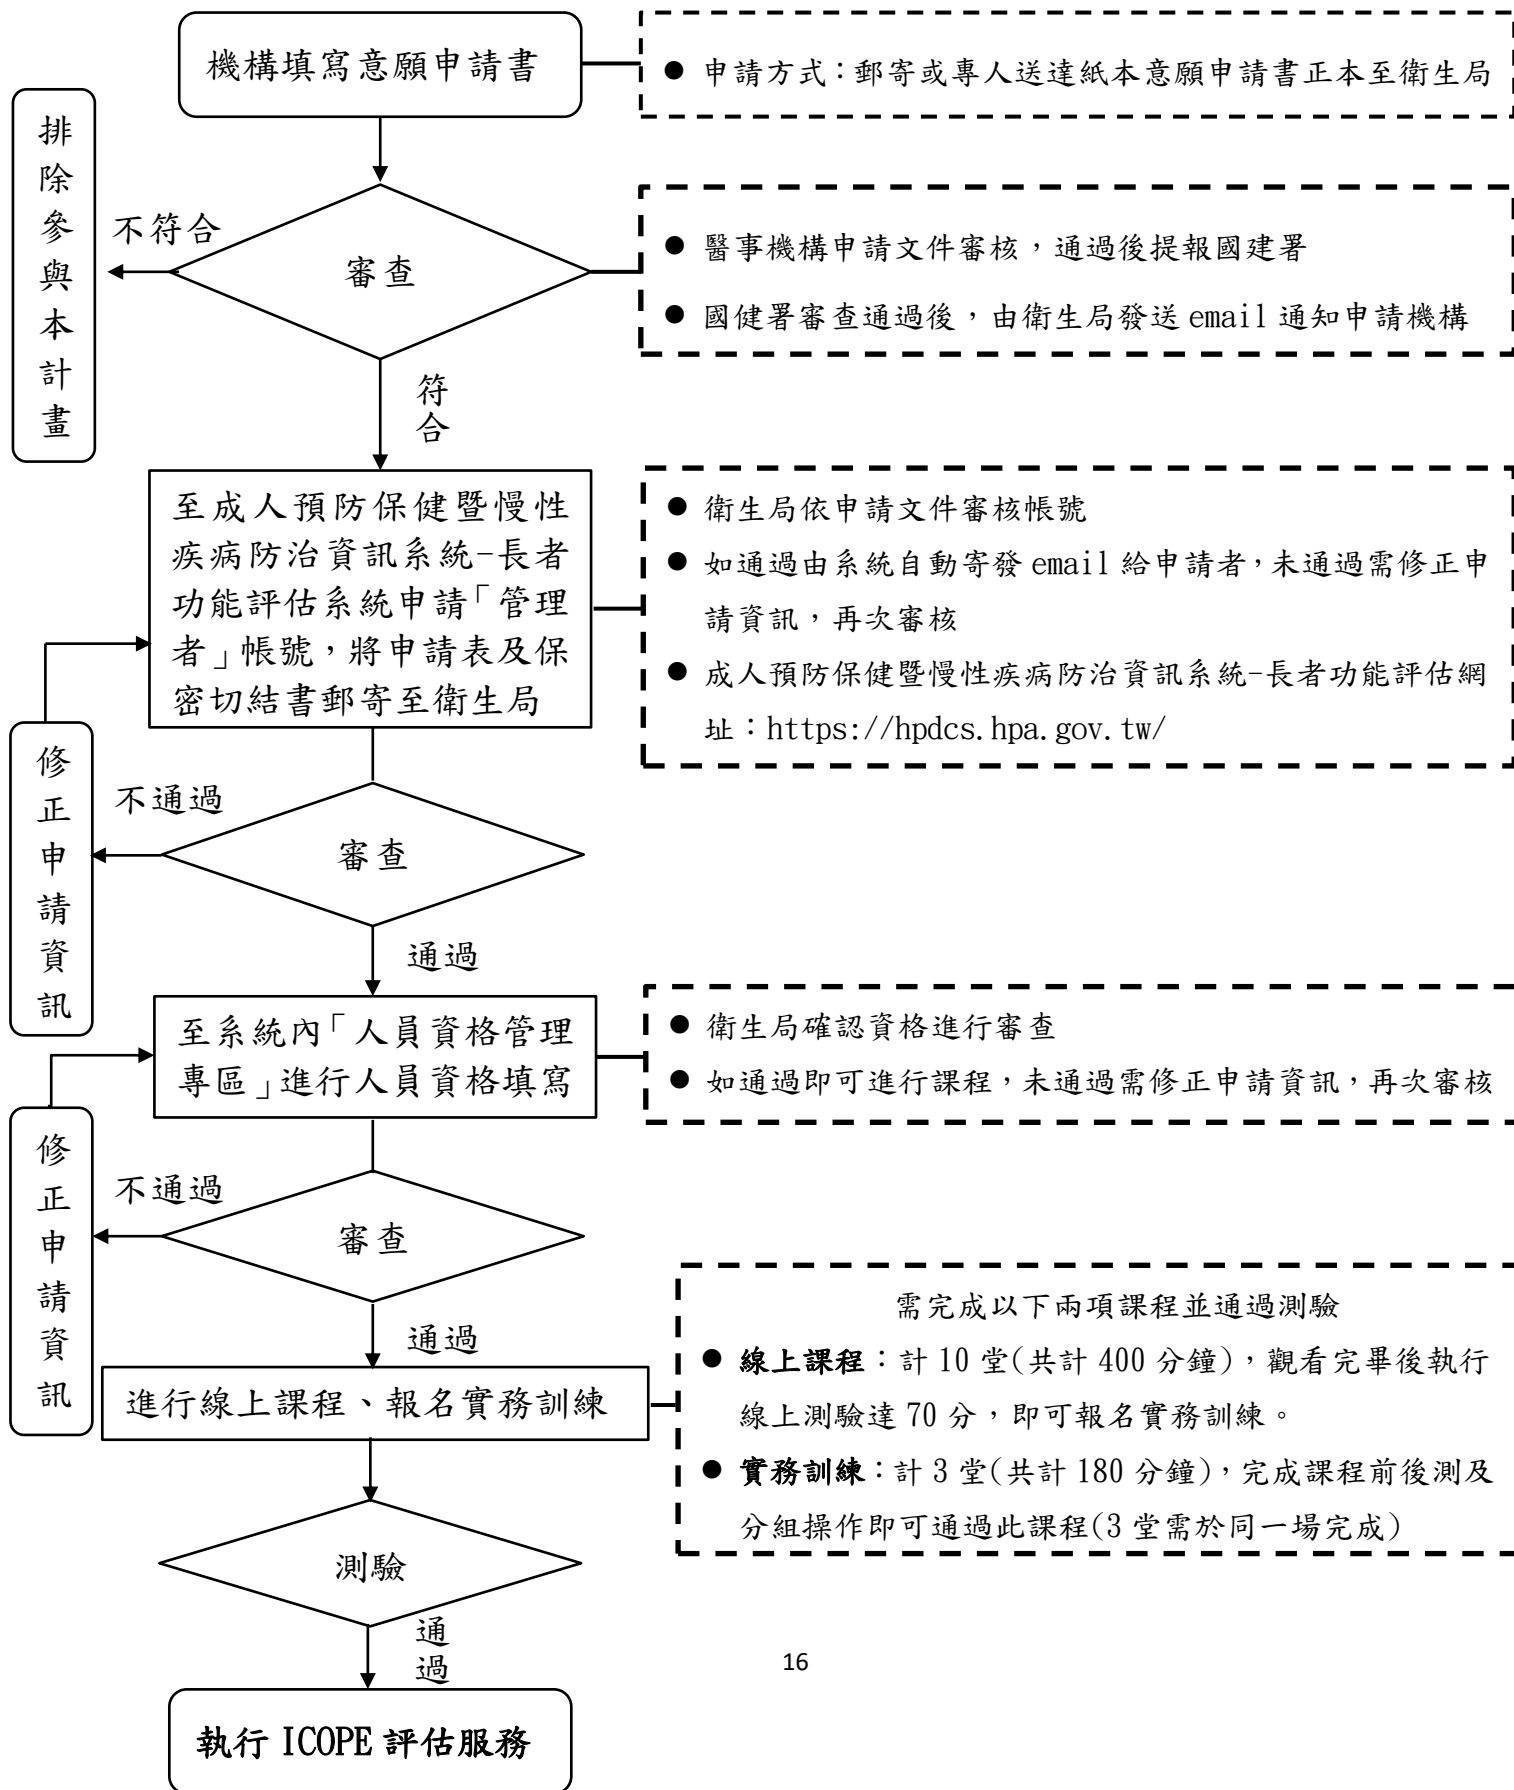 機構填寫意願申請書
● 申請方式：郵寄或專人送達紙本意願申請書正本至衛生局
排除參與本計畫
不符合
審查
● 醫事機構申請文件審核，通過後提報國建署
● 國健署審查通過後，由衛生局發送 email 通知申請機構
符合
至成人預防保健暨慢性
疾病防治資訊系統-長者
功能評估系統申請「管理
者」帳號，將申請表及保
密切結書郵寄至衛生局
● 衛生局依申請文件審核帳號
● 如通過由系統自動寄發 email 給申請者，未通過需修正申
請資訊，再次審核
● 成人預防保健暨慢性疾病防治資訊系統-長者功能評估網
址：https://hpdcs.hpa.gov.tw/
修正申請資訊
不通過
審查
通過
至系統內「人員資格管理
專區」進行人員資格填寫
● 衛生局確認資格進行審查
● 如通過即可進行課程，未通過需修正申請資訊，再次審核
修正申請資訊
不通過
審查
通過
進行線上課程、報名實務訓練
需完成以下兩項課程並通過測驗
● 線上課程：計 10 堂(共計 400 分鐘)，觀看完畢後執行
線上測驗達 70 分，即可報名實務訓練。
● 實務訓練：計 3 堂(共計 180 分鐘)，完成課程前後測及
分組操作即可通過此課程(3 堂需於同一場完成)
測驗
通過
執行 ICOPE 評估服務
16